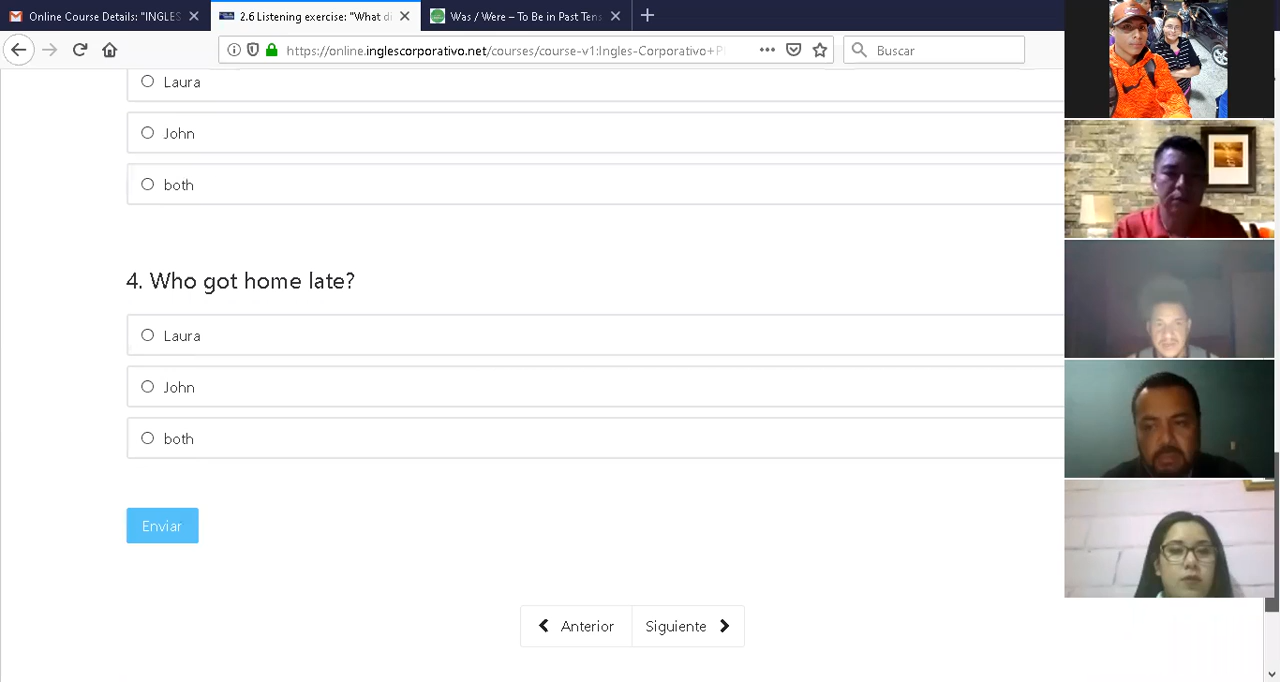 Online Course Details: "INGLES
2.6 Listening exercise: "What di
Was / Were – To Be in Past Tens
https://online.inglescorporativo.net/courses/course-v1:Ingles-Corporativo+P
Buscar
Laura
John
both
4. Who got home late?
Laura
John
both
Enviar
Anterior
Siguiente